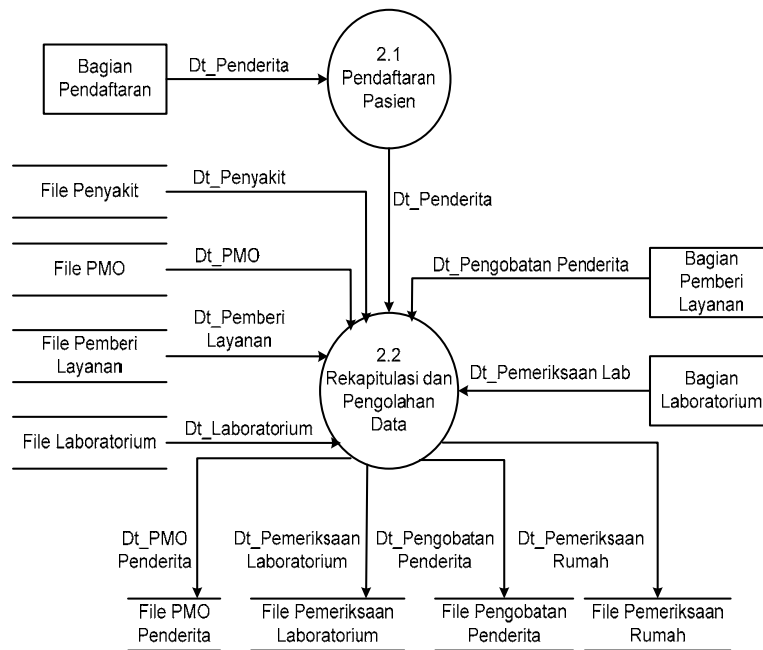 2.1
Pendaftaran
Pasien
Bagian
Pendaftaran
Dt_Penderita
File Penyakit
Dt_Penyakit
Dt_Penderita
File PMO
Dt_PMO
Dt_Pengobatan Penderita
Bagian
Pemberi
Layanan
File Pemberi
Layanan
Dt_Pemberi
Layanan
2.2
Rekapitulasi dan
Pengolahan
Data
Dt_Pemeriksaan Lab
Bagian
Laboratorium
File Laboratorium
Dt_Laboratorium
Dt_PMO
Penderita
Dt_Pemeriksaan
Laboratorium
Dt_Pengobatan
Penderita
Dt_Pemeriksaan
Rumah
File PMO
Penderita
File Pemeriksaan
Laboratorium
File Pengobatan
Penderita
File Pemeriksaan
Rumah